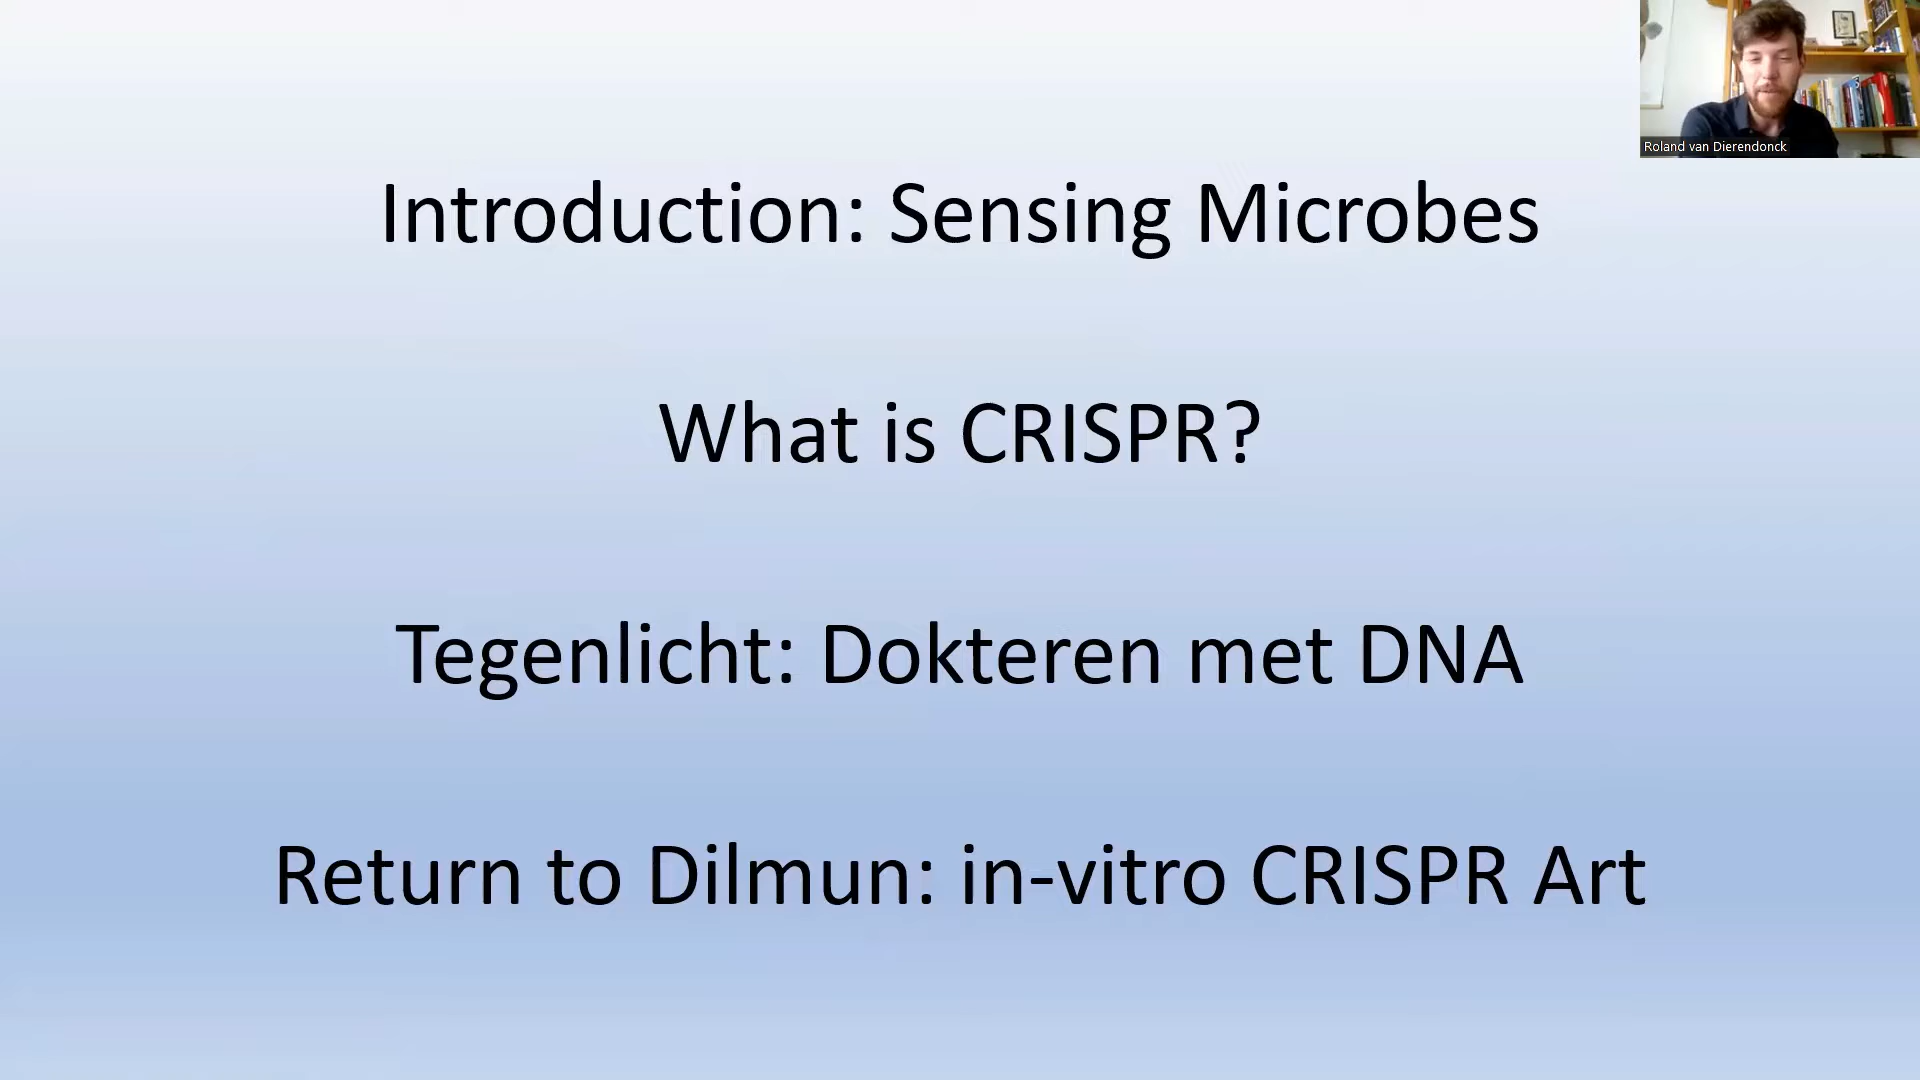 Roland van Dierendonck
Introduction: Sensing Microbes
What is CRISPR?
Tegenlicht: Dokteren met DNA
Return to Dilmun: in-vitro CRISPR Art